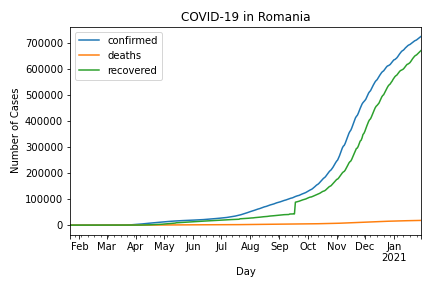 COVID-19 in Romania
confirmed
deaths
recovered
Number of Cases
700000
600000
500000
400000
300000
200000
100000
0
Feb Mar Apr May Jun Jul Aug Sep Oct Nov Dec Jan
2021
Day